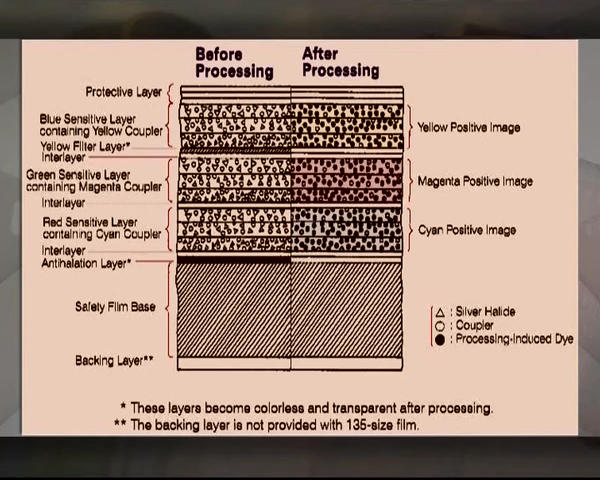 Before
Processing
After
Processing
Protective Layer
Blue Sensitive Layer
containing Yellow Coupler
Yellow Filter Layer*
Interlayer
Green Sensitive Layer
containing Magenta Coupler
Interlayer
Red Sensitive Layer
containing Cyan Coupler
Interlayer
Antihalation Layer*
Safety Film Base
Backing Layer**
Yellow Positive Image
Magenta Positive Image
Cyan Positive Image
△ : Silver Halide
○ : Coupler
● : Processing-Induced Dye
* These layers become colorless and transparent after processing.
** The backing layer is not provided with 135-size film.